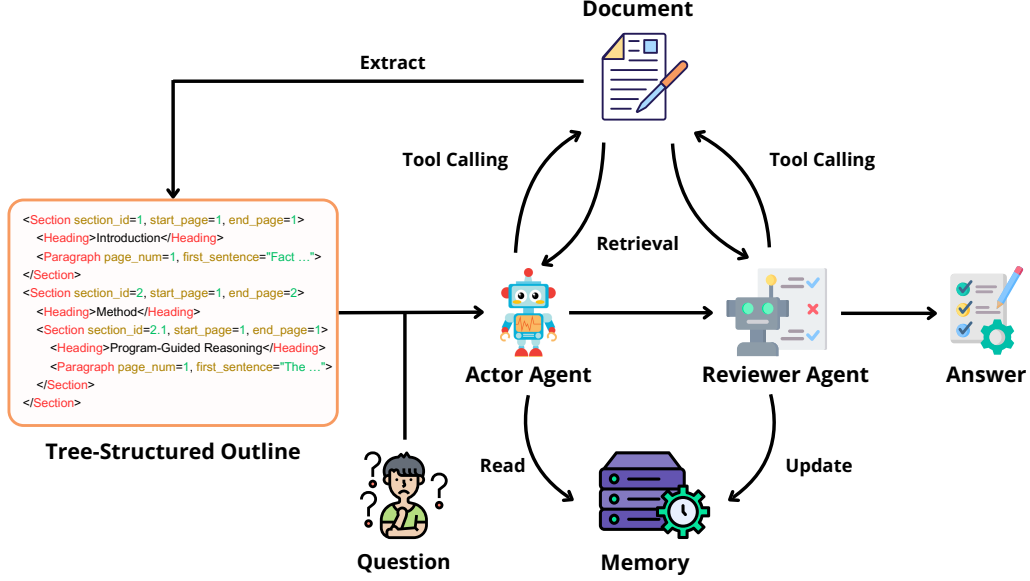 Document
Extract
Tool Calling
Tool Calling
Retrieval
<Section section_id=1, start_page=1, end_page=1>
<Heading>Introduction</Heading>
<Paragraph page_num=1, first_sentence="Fact ...">
</Section>
<Section section_id=2, start_page=1, end_page=2>
<Heading>Method</Heading>
<Section section_id=2.1, start_page=1, end_page=1>
<Heading>Program-Guided Reasoning</Heading>
<Paragraph page_num=1, first_sentence="The ...">
</Section>
</Section>
Tree-Structured Outline
Actor Agent
Reviewer Agent
Answer
Read
Update
Question
Memory